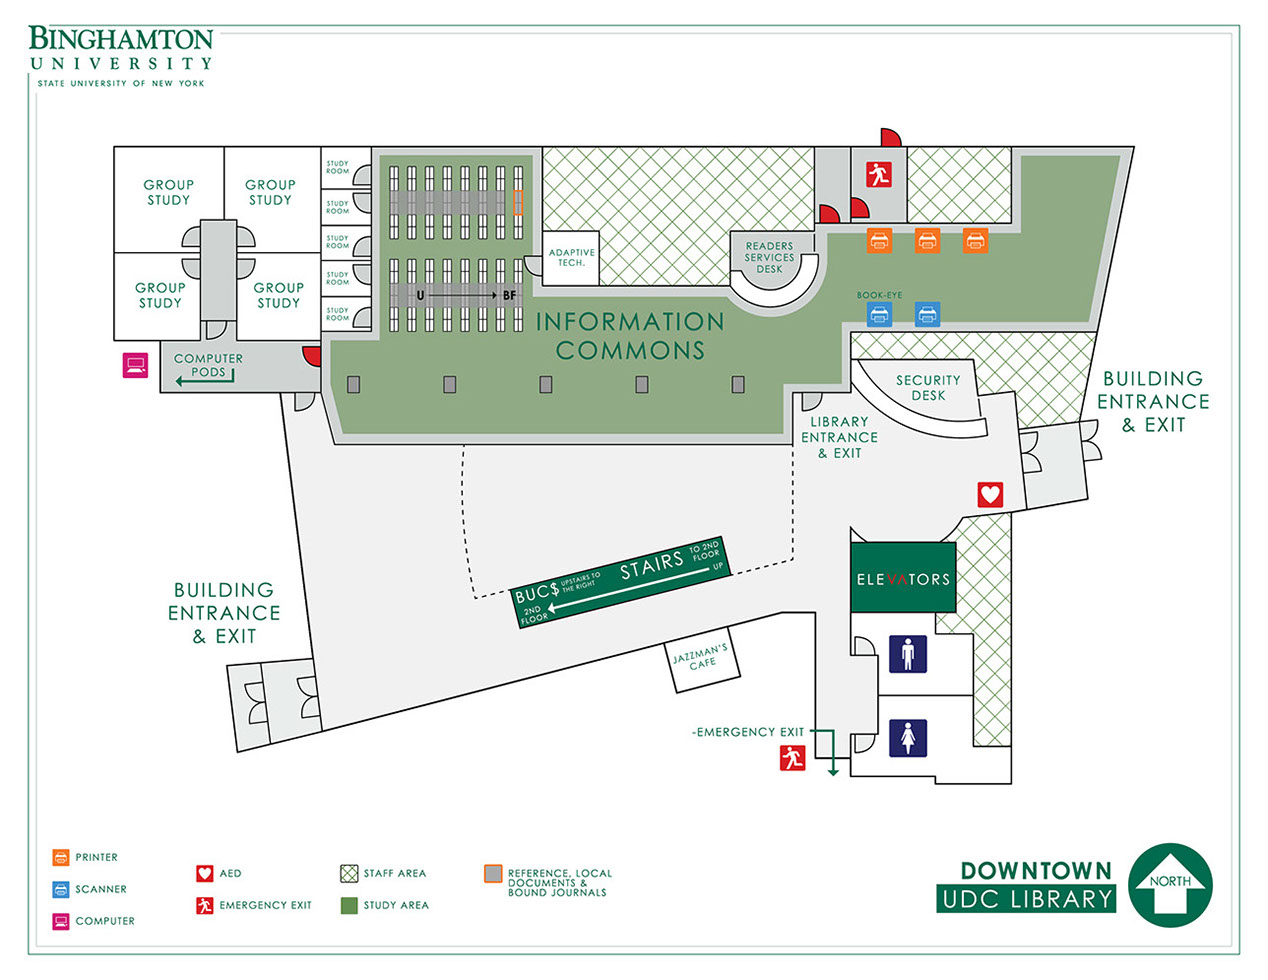 BINGHAMTON
UNIVERSITY
STATE UNIVERSITY OF NEW YORK
GROUP
STUDY
GROUP
STUDY
STUDY
ROOM
STUDY
ROOM
STUDY
ROOM
STUDY
ROOM
STUDY
ROOM
GROUP
STUDY
GROUP
STUDY
COMPUTER
PODS
U
BF
ADAPTIVE
TECH.
READERS
SERVICES
DESK
BOOK-EYE
INFORMATION
COMMONS
SECURITY
DESK
BUILDING
ENTRANCE
& EXIT
LIBRARY
ENTRANCE
& EXIT
BUC$
UPSTAIRS TO
THE RIGHT
STAIRS
TO 2ND
FLOOR
UP
2ND
FLOOR
ELEVATORS
BUILDING
ENTRANCE
& EXIT
JAZZMAN'S
CAFE
-EMERGENCY EXIT
PRINTER
SCANNER
COMPUTER
AED
EMERGENCY EXIT
STAFF AREA
STUDY AREA
REFERENCE, LOCAL
DOCUMENTS &
BOUND JOURNALS
DOWNTOWN
UDC LIBRARY
NORTH